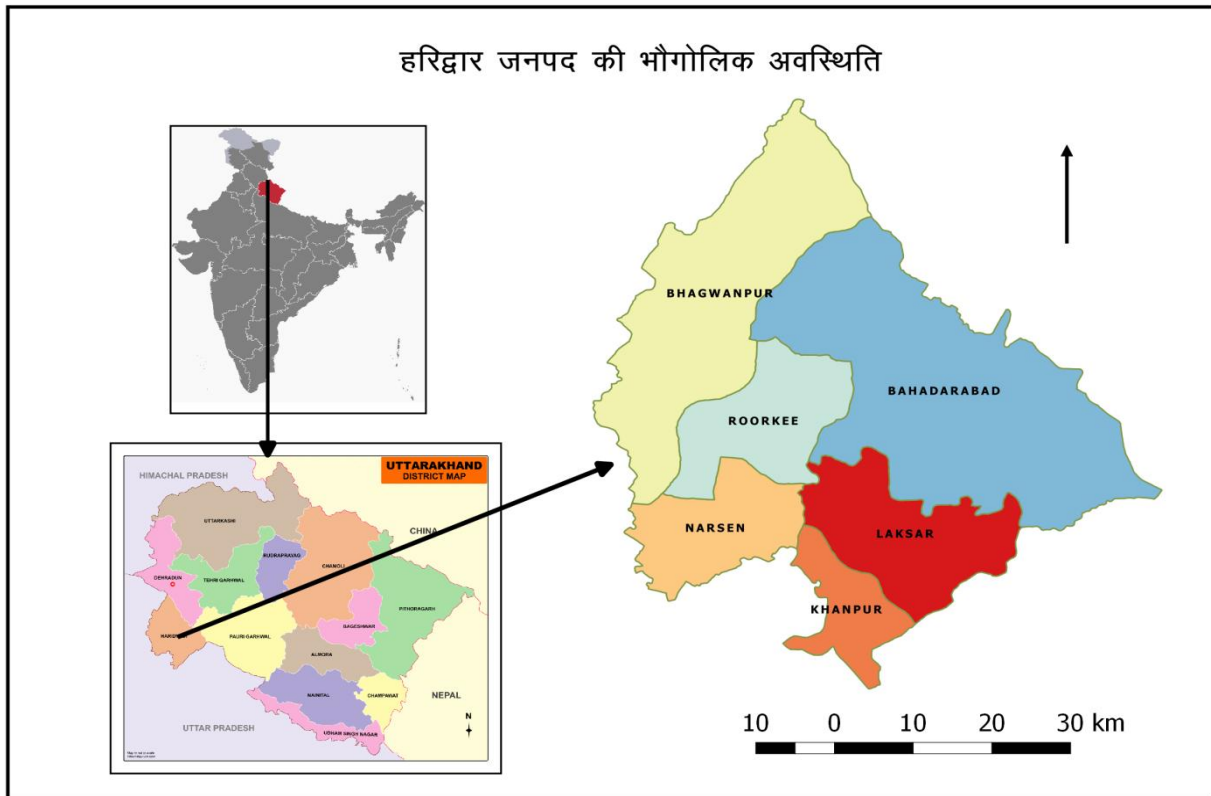 हरिद्वार जनपद की भौगोलिक अवस्थिति
UTTARAKHAND
DISTRICT MAP
HIMACHAL PRADESH
UTTARKASHI
CHINA
RUDRAPRAYAG
CHAMOLI
DEHRADUN
TEHRI GARHWAL
PITHORAGARH
BAGESHWAR
PAURI GARHWAL
ALMORA
NAINITAL
CHAMPAWAT
NEPAL
UTTAR PRADESH
UDHAM SINGH NAGAR
N
BHAGWANPUR
BAHADARABAD
ROORKEE
NARSEN
LAKSAR
KHANPUR
10 0 10 20 30 km